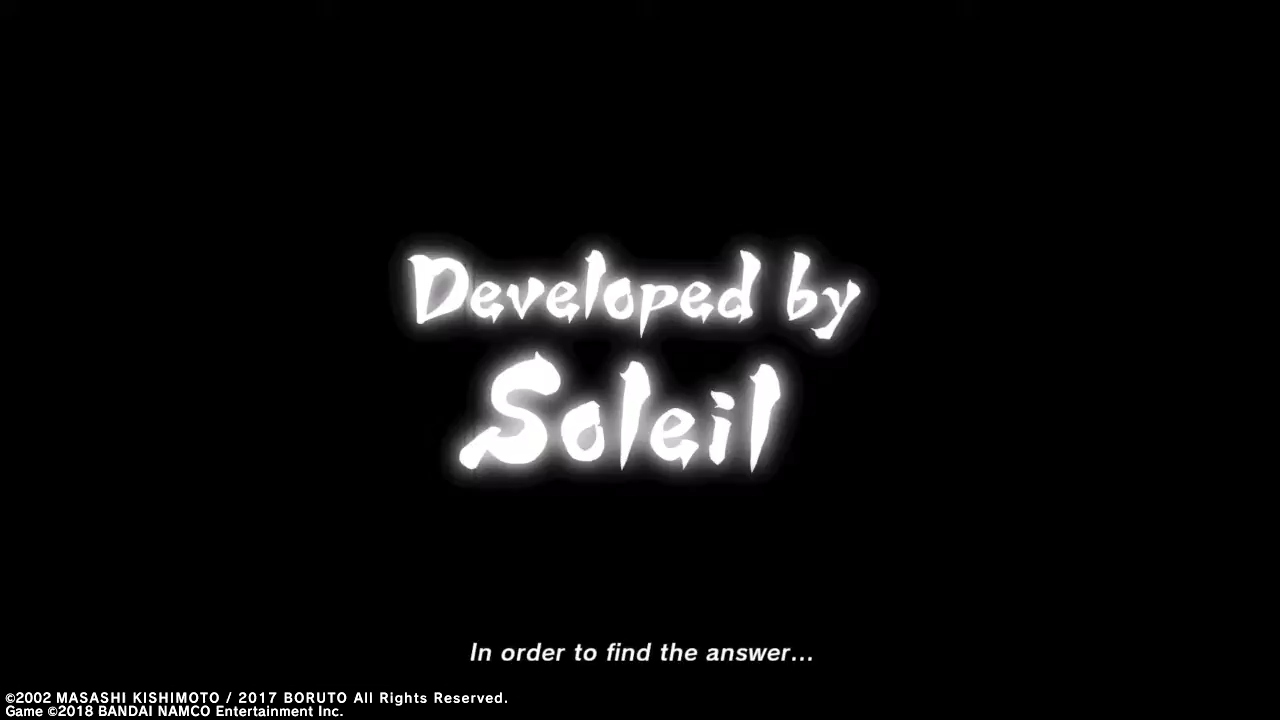 Developed by
Soleil
In order to find the answer...
©2002 MASASHI KISHIMOTO / 2017 BORUTO All Rights Reserved.
Game ©2018 BANDAI NAMCO Entertainment Inc.